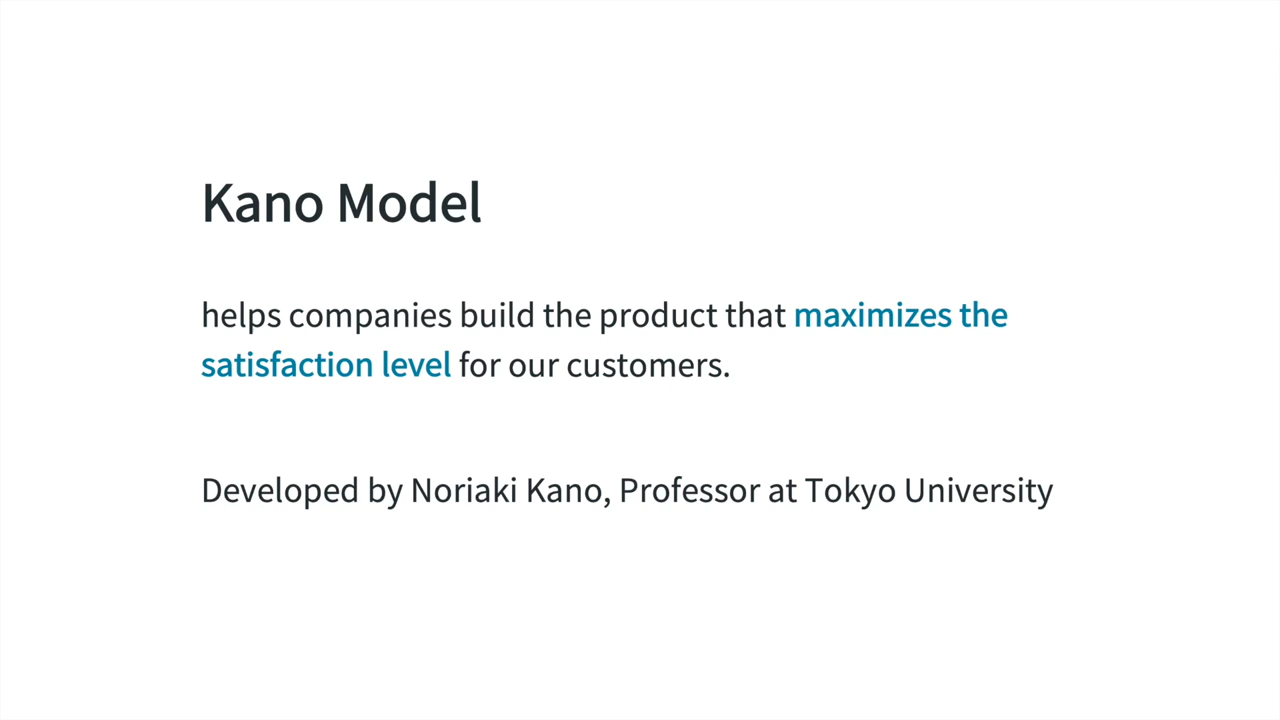 Kano Model
helps companies build the product that maximizes the
satisfaction level for our customers.
Developed by Noriaki Kano, Professor at Tokyo University